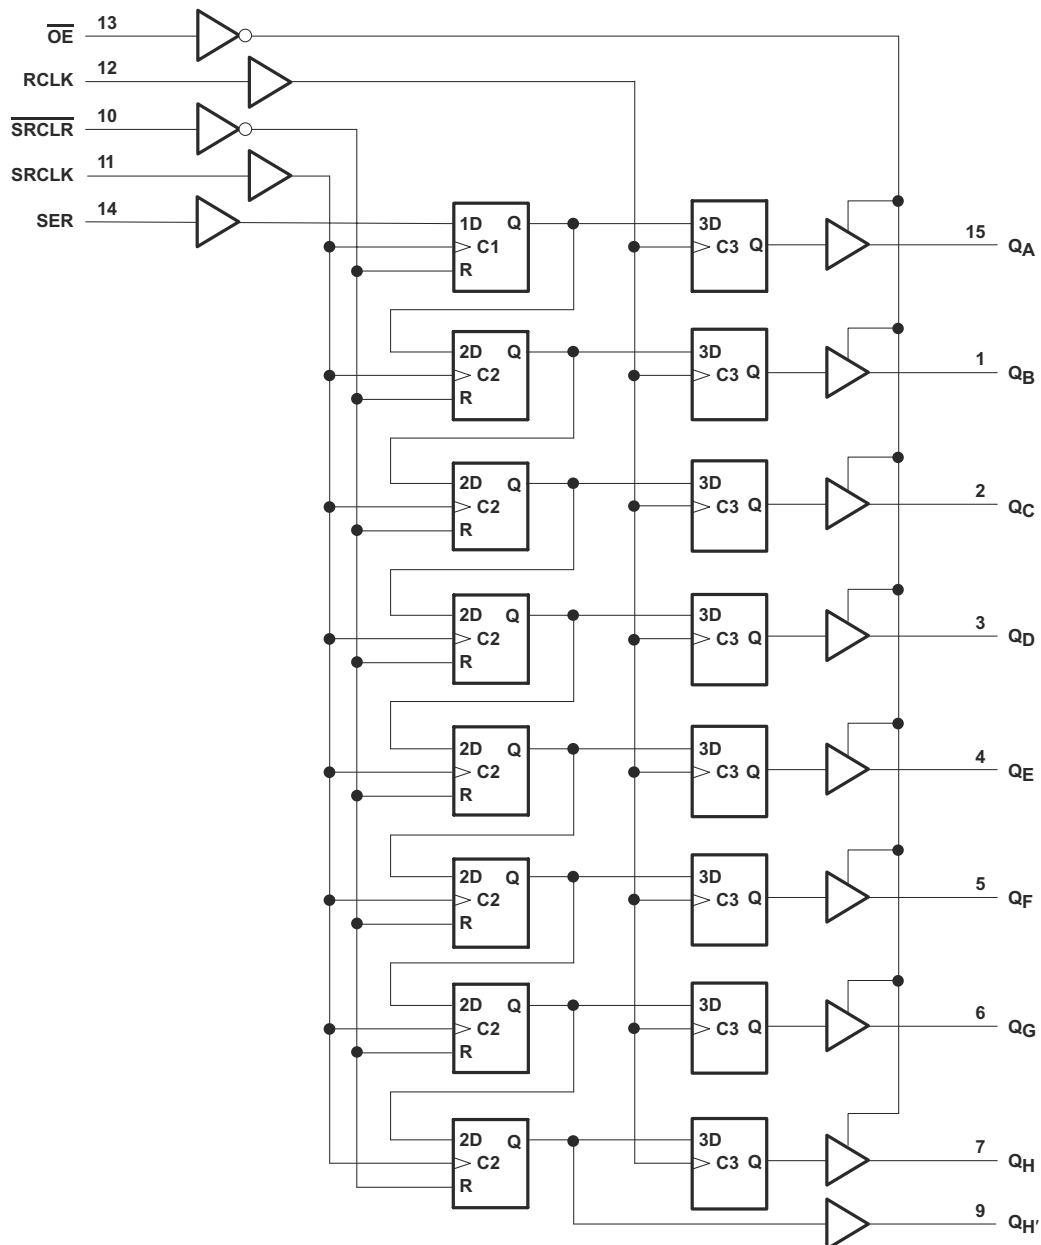 O̅E̅ 13
RCLK 12
S̅R̅C̅L̅R̅ 10
SRCLK 11
SER 14
1D Q
C1
R
3D
C3 Q
15 QA
2D Q
C2
R
3D
C3 Q
1 QB
2D Q
C2
R
3D
C3 Q
2 QC
2D Q
C2
R
3D
C3 Q
3 QD
2D Q
C2
R
3D
C3 Q
4 QE
2D Q
C2
R
3D
C3 Q
5 QF
2D Q
C2
R
3D
C3 Q
6 QG
2D Q
C2
R
3D
C3 Q
7 QH
9 QH′